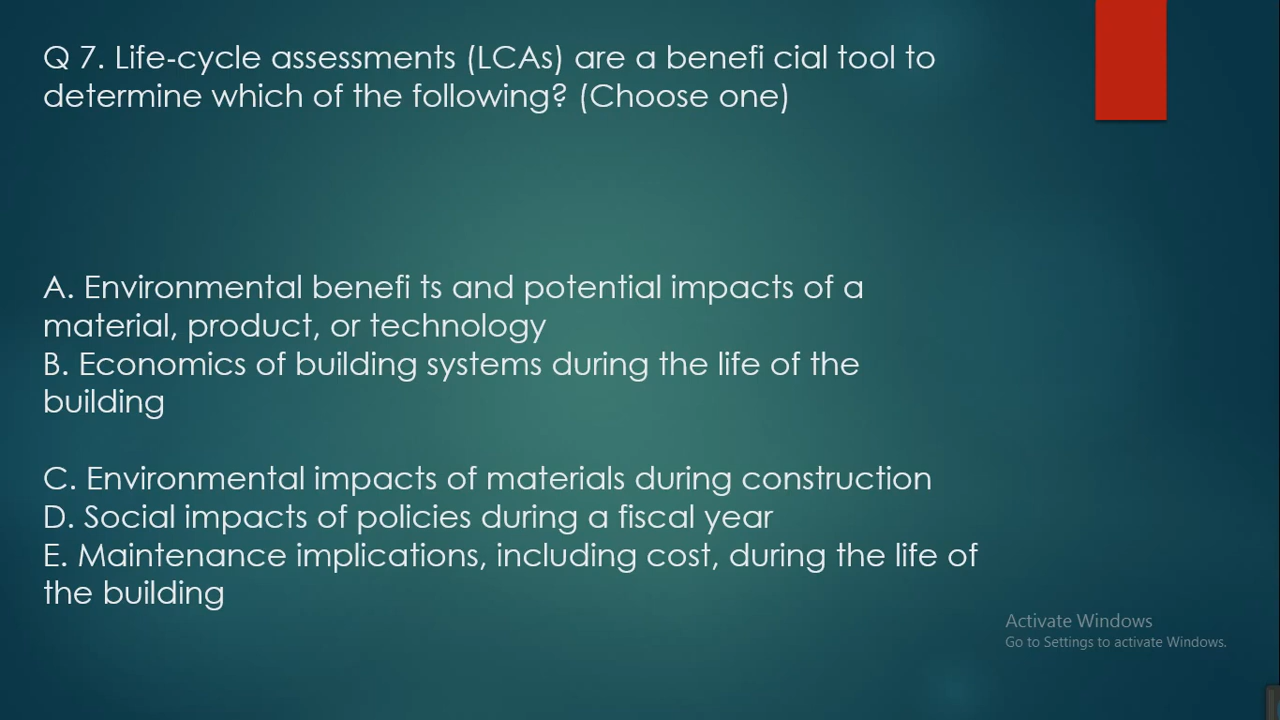 Q 7. Life-cycle assessments (LCAs) are a benefi cial tool to
determine which of the following? (Choose one)
A. Environmental benefi ts and potential impacts of a
material, product, or technology
B. Economics of building systems during the life of the
building
C. Environmental impacts of materials during construction
D. Social impacts of policies during a fiscal year
E. Maintenance implications, including cost, during the life of
the building
Activate Windows
Go to Settings to activate Windows.